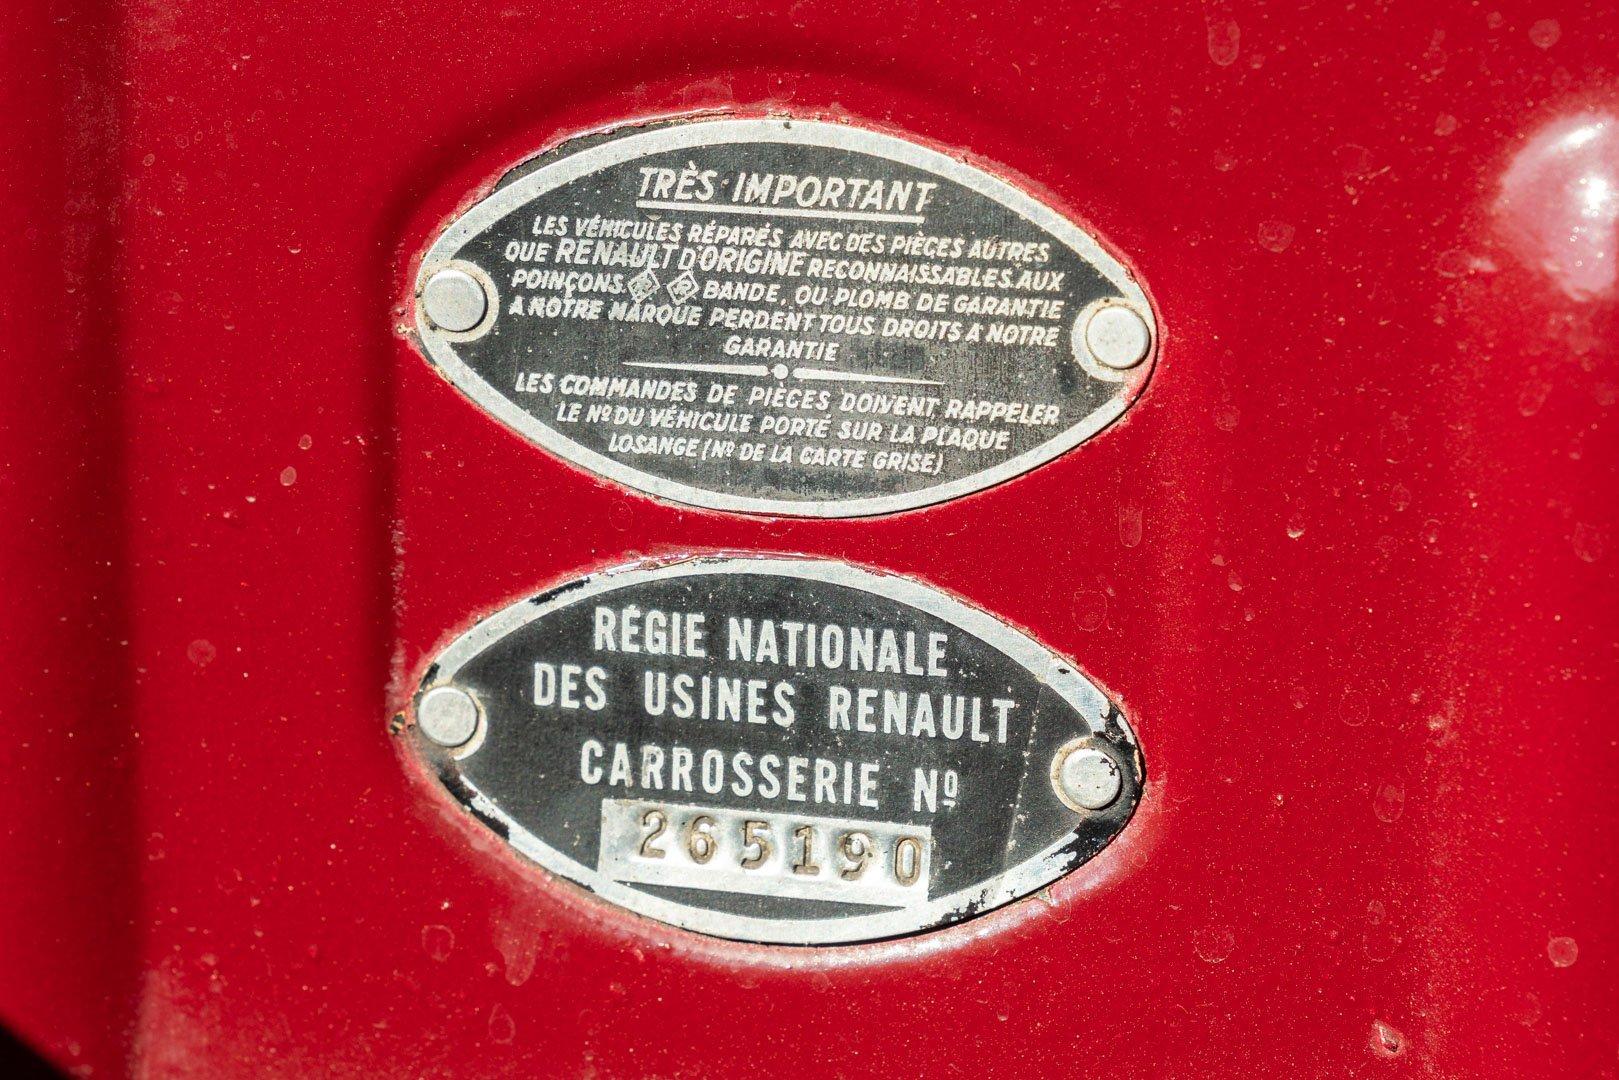 TRÈS IMPORTANT
LES VÉHICULES RÉPARÉS AVEC DES PIÈCES AUTRES
QUE RENAULT D'ORIGINE RECONNAISSABLES AUX
POINÇONS BANDE, OU PLOMB DE GARANTIE
A NOTRE MARQUE PERDENT TOUS DROITS A NOTRE
GARANTIE
LES COMMANDES DE PIÈCES DOIVENT RAPPELER
LE Nº DU VÉHICULE PORTÉ SUR LA PLAQUE
LOSANGE (Nº DE LA CARTE GRISE)
RÉGIE NATIONALE
DES USINES RENAULT
CARROSSERIE Nº
265190